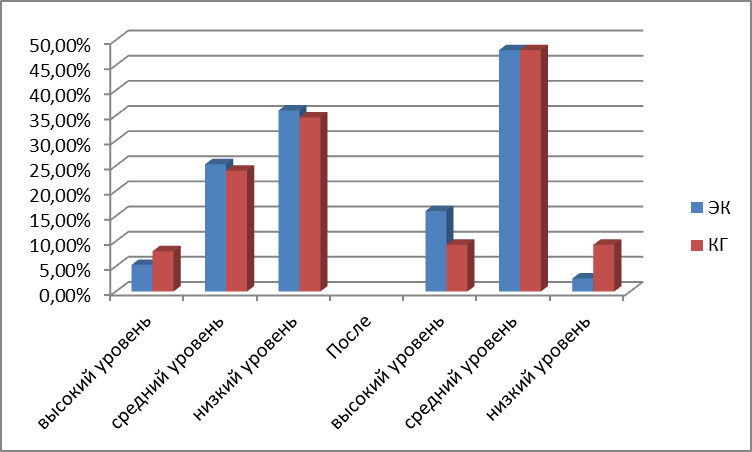 50,00%
45,00%
40,00%
35,00%
30,00%
25,00%
20,00%
15,00%
10,00%
5,00%
0,00%
высокий уровень
средний уровень
низкий уровень
После
высокий уровень
средний уровень
низкий уровень
ЭК
КГ